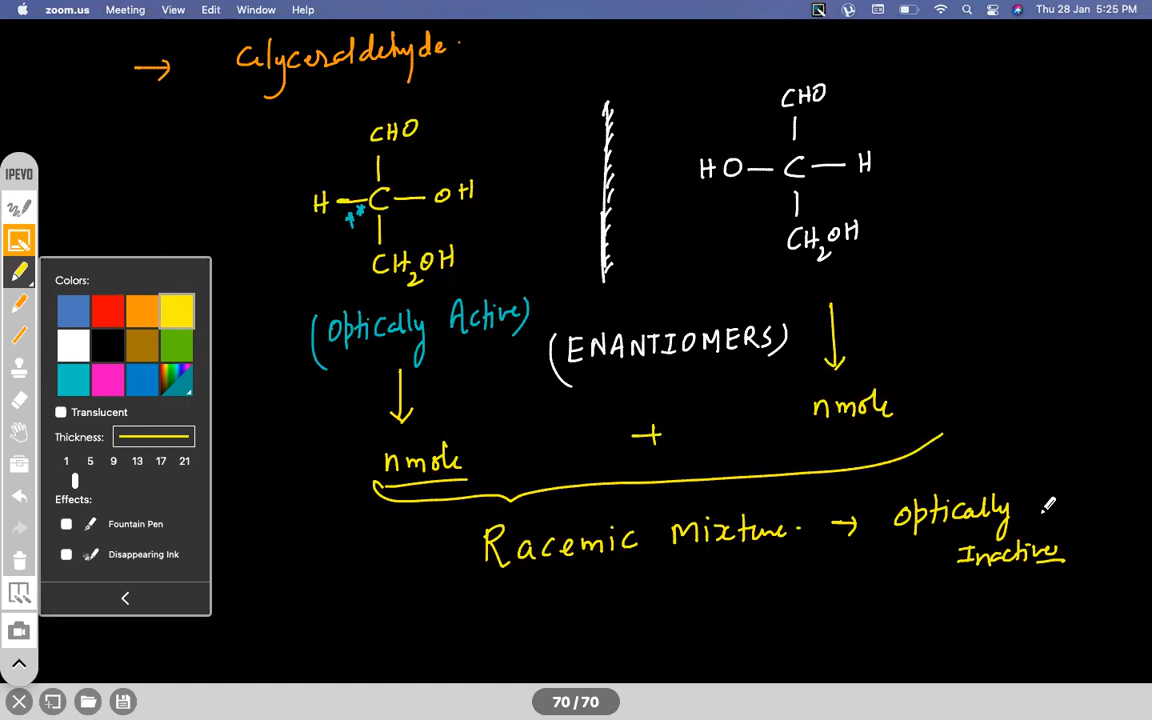 zoom.us Meeting View Edit Window Help Thu 28 Jan 5:25 PM
→ Glyceraldehyde.
CHO
H — C — OH
**
CH2OH
CHO
HO — C — H
CH2OH
IPEVO
Colors:
Translucent
Thickness:
1 5 9 13 17 21
Effects:
Fountain Pen
Disappearing Ink
(Optically Active)
(ENANTIOMERS)
n mole
+
n mole
Racemic Mixture. → Optically
Inactive
70/70